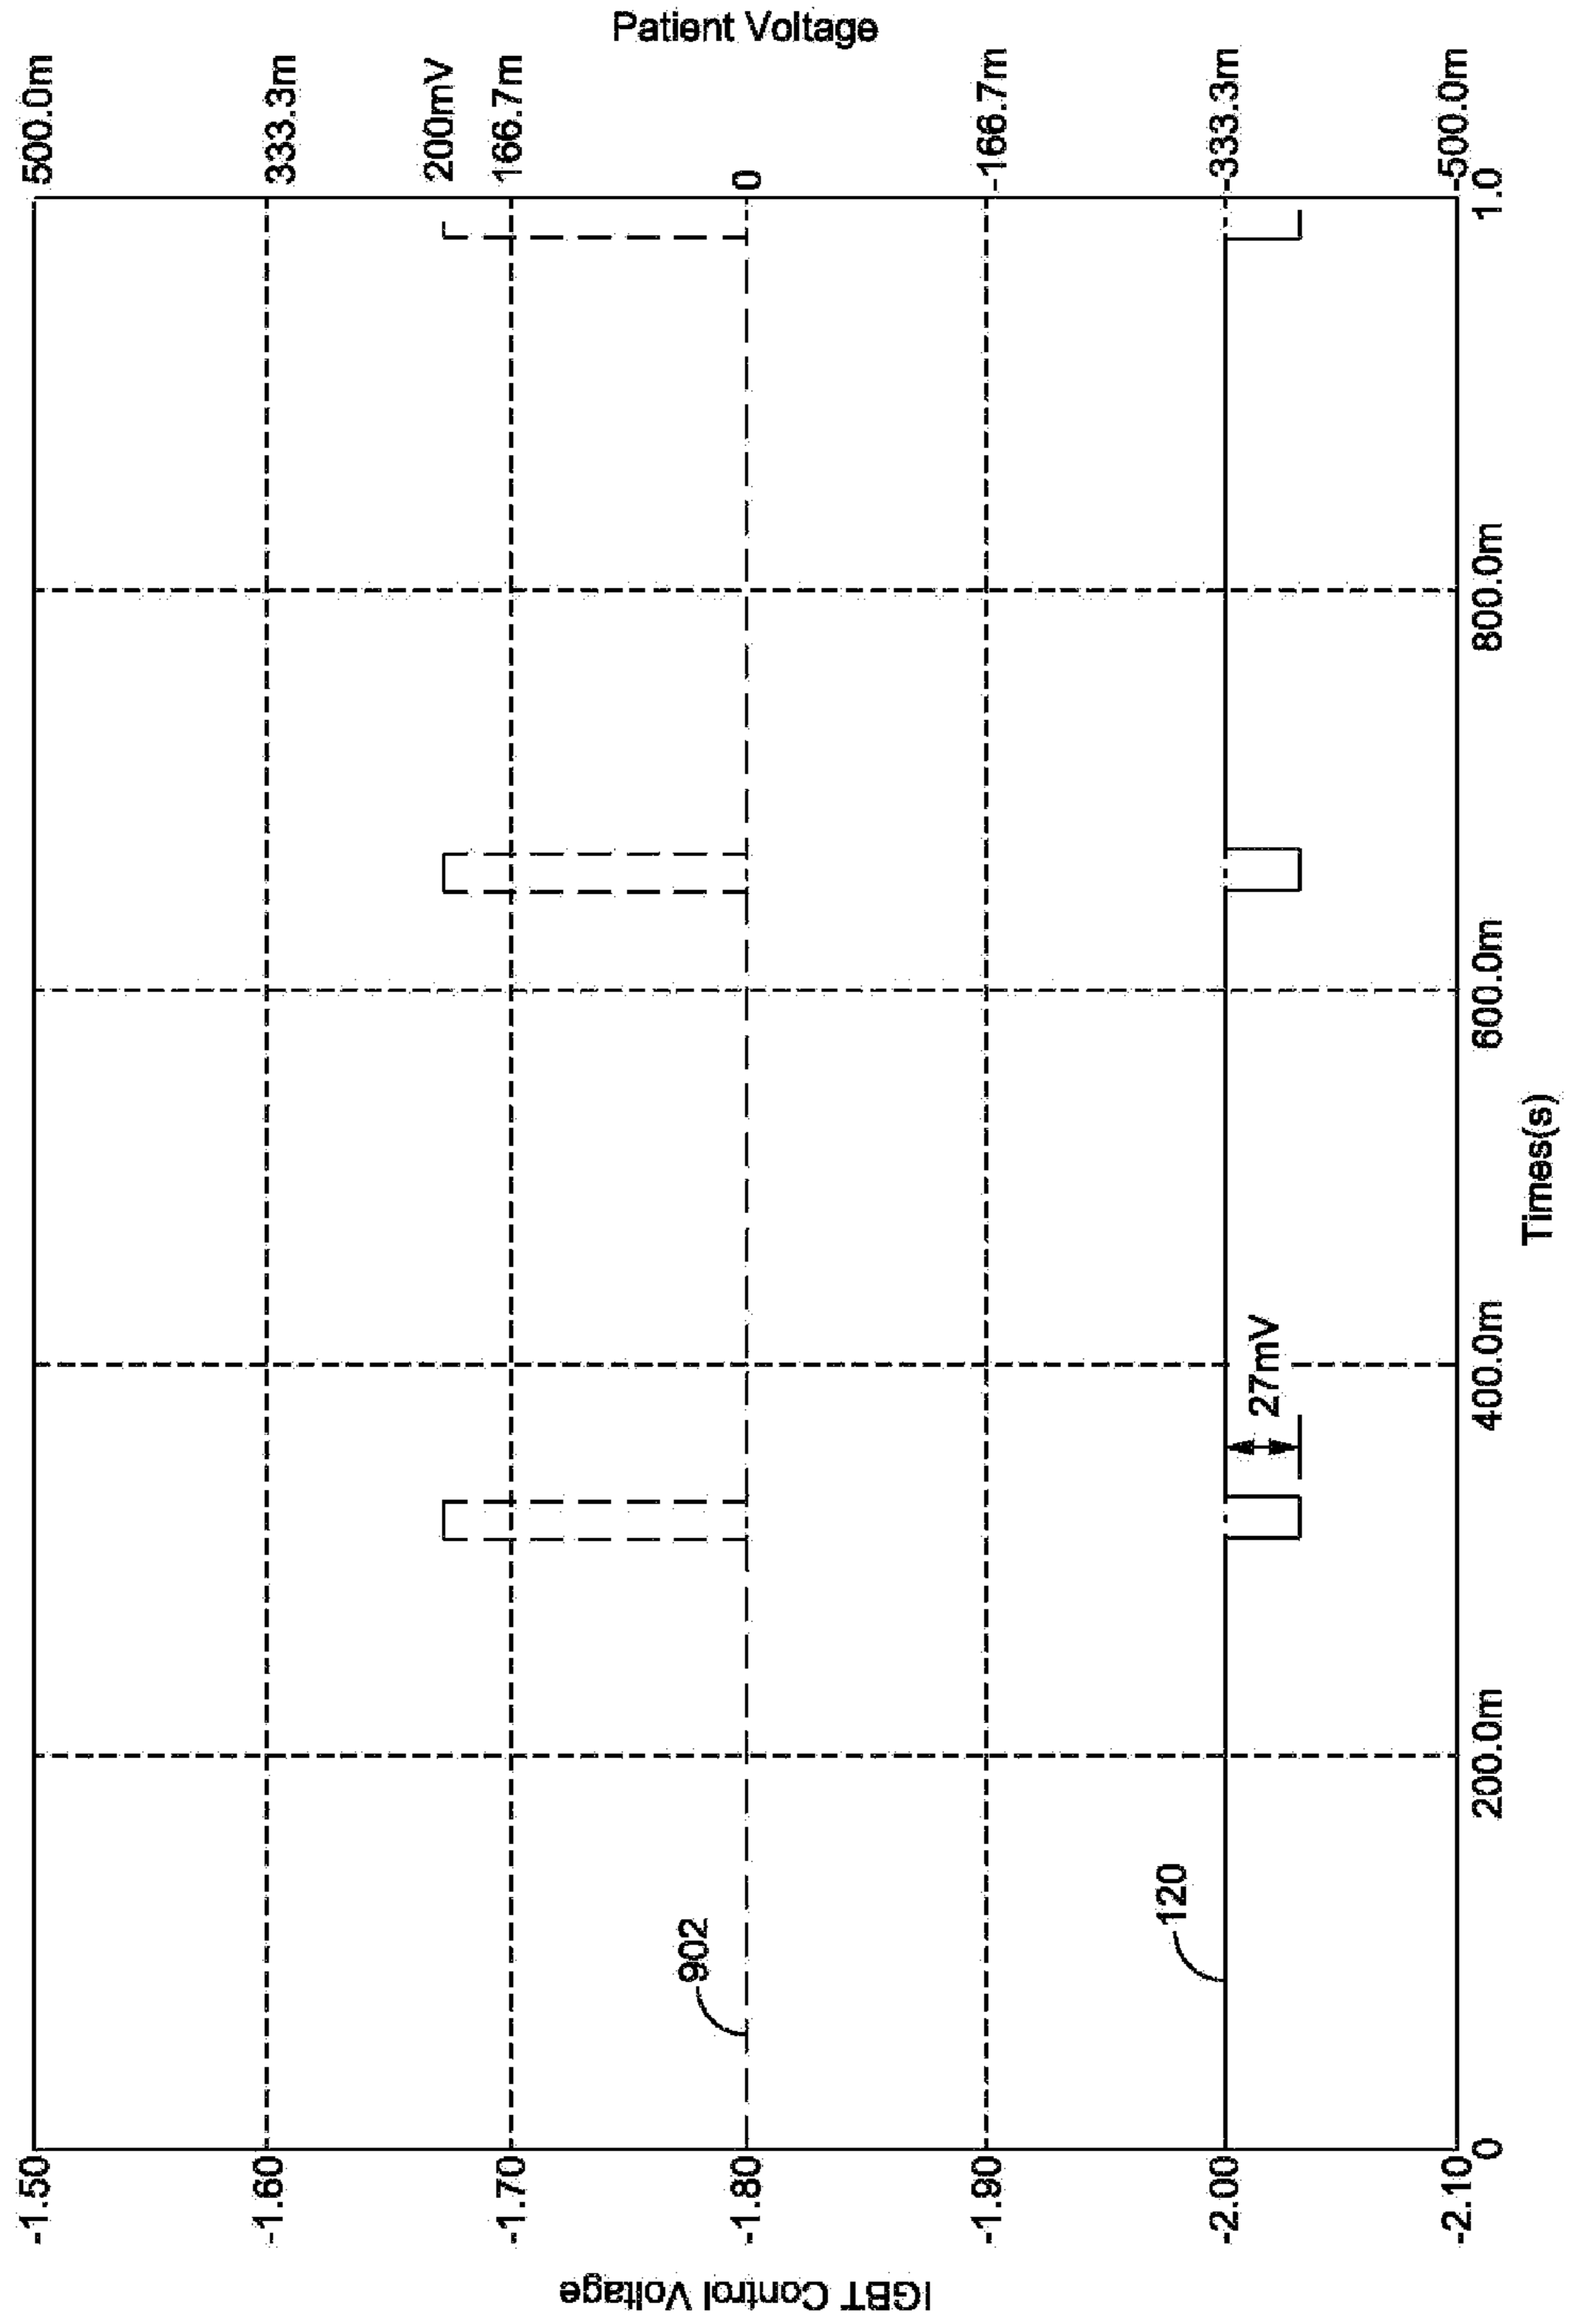 IGBT Control Voltage
-1.50
-1.60
-1.70
-1.80
-1.90
-2.00
-2.10
902
120
27mV
0
200.0m
400.0m
600.0m
800.0m
1.0
Times(s)
500.0m
333.3m
200mV
166.7m
0
-166.7m
-333.3m
-500.0m
Patient Voltage